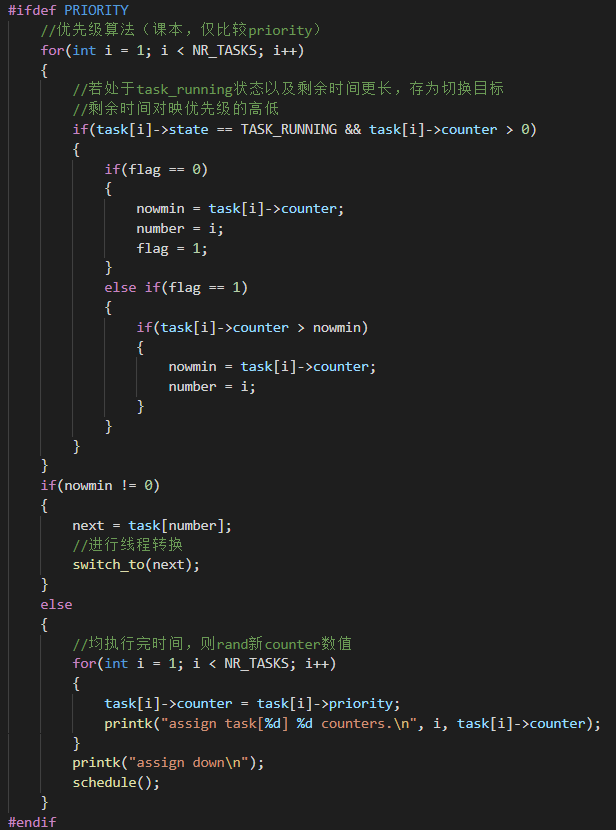 #ifdef PRIORITY
//优先级算法（课本，仅比较priority）
for(int i = 1; i < NR_TASKS; i++)
{
//若处于task_running状态以及剩余时间更长，存为切换目标
//剩余时间对映优先级的高低
if(task[i]->state == TASK_RUNNING && task[i]->counter > 0)
{
if(flag == 0)
{
nowmin = task[i]->counter;
number = i;
flag = 1;
}
else if(flag == 1)
{
if(task[i]->counter > nowmin)
{
nowmin = task[i]->counter;
number = i;
}
}
}
}
if(nowmin != 0)
{
next = task[number];
//进行线程转换
switch_to(next);
}
else
{
//均执行完时间，则rand新counter数值
for(int i = 1; i < NR_TASKS; i++)
{
task[i]->counter = task[i]->priority;
printk("assign task[%d] %d counters.\n", i, task[i]->counter);
}
printk("assign down\n");
schedule();
}
#endif